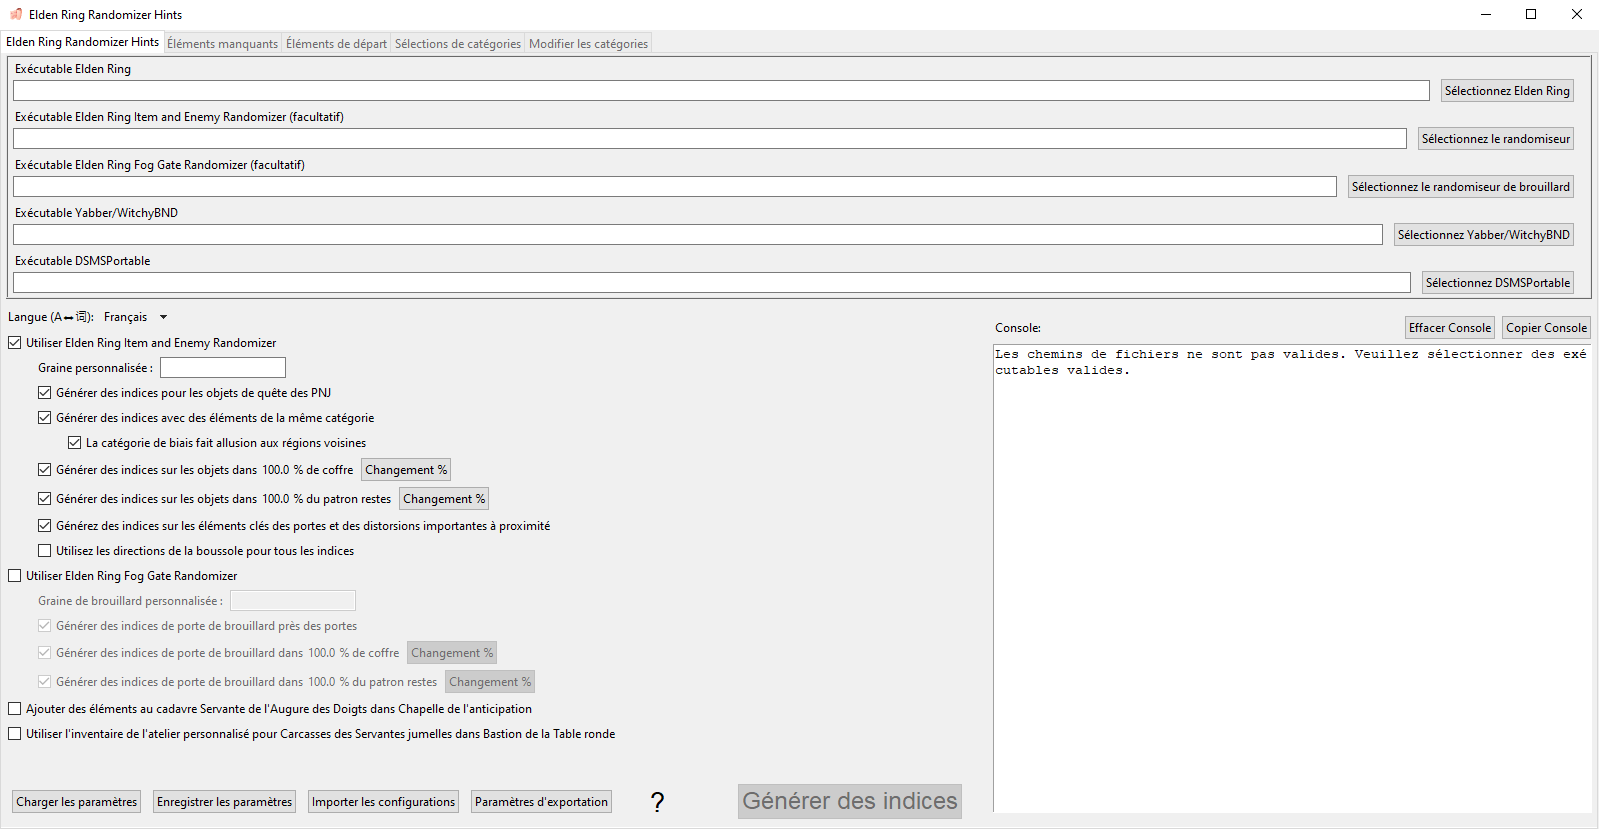 Elden Ring Randomizer Hints
Elden Ring Randomizer Hints Éléments manquants Éléments de départ Sélections de catégories Modifier les catégories
Exécutable Elden Ring
Sélectionnez Elden Ring
Exécutable Elden Ring Item and Enemy Randomizer (facultatif)
Sélectionnez le randomiseur
Exécutable Elden Ring Fog Gate Randomizer (facultatif)
Sélectionnez le randomiseur de brouillard
Exécutable Yabber/WitchyBND
Sélectionnez Yabber/WitchyBND
Exécutable DSMSPortable
Sélectionnez DSMSPortable
Langue (A↔词): Français
Utiliser Elden Ring Item and Enemy Randomizer
Graine personnalisée :
Générer des indices pour les objets de quête des PNJ
Générer des indices avec des éléments de la même catégorie
La catégorie de biais fait allusion aux régions voisines
Générer des indices sur les objets dans 100.0 % de coffre Changement %
Générer des indices sur les objets dans 100.0 % du patron restes Changement %
Générez des indices sur les éléments clés des portes et des distorsions importantes à proximité
Utilisez les directions de la boussole pour tous les indices
Utiliser Elden Ring Fog Gate Randomizer
Graine de brouillard personnalisée :
Générer des indices de porte de brouillard près des portes
Générer des indices de porte de brouillard dans 100.0 % de coffre Changement %
Générer des indices de porte de brouillard dans 100.0 % du patron restes Changement %
Ajouter des éléments au cadavre Servante de l'Augure des Doigts dans Chapelle de l'anticipation
Utiliser l'inventaire de l'atelier personnalisé pour Carcasses des Servantes jumelles dans Bastion de la Table ronde
Charger les paramètres Enregistrer les paramètres Importer les configurations Paramètres d'exportation ? Générer des indices
Console: Effacer Console Copier Console
Les chemins de fichiers ne sont pas valides. Veuillez sélectionner des exé
cutables valides.